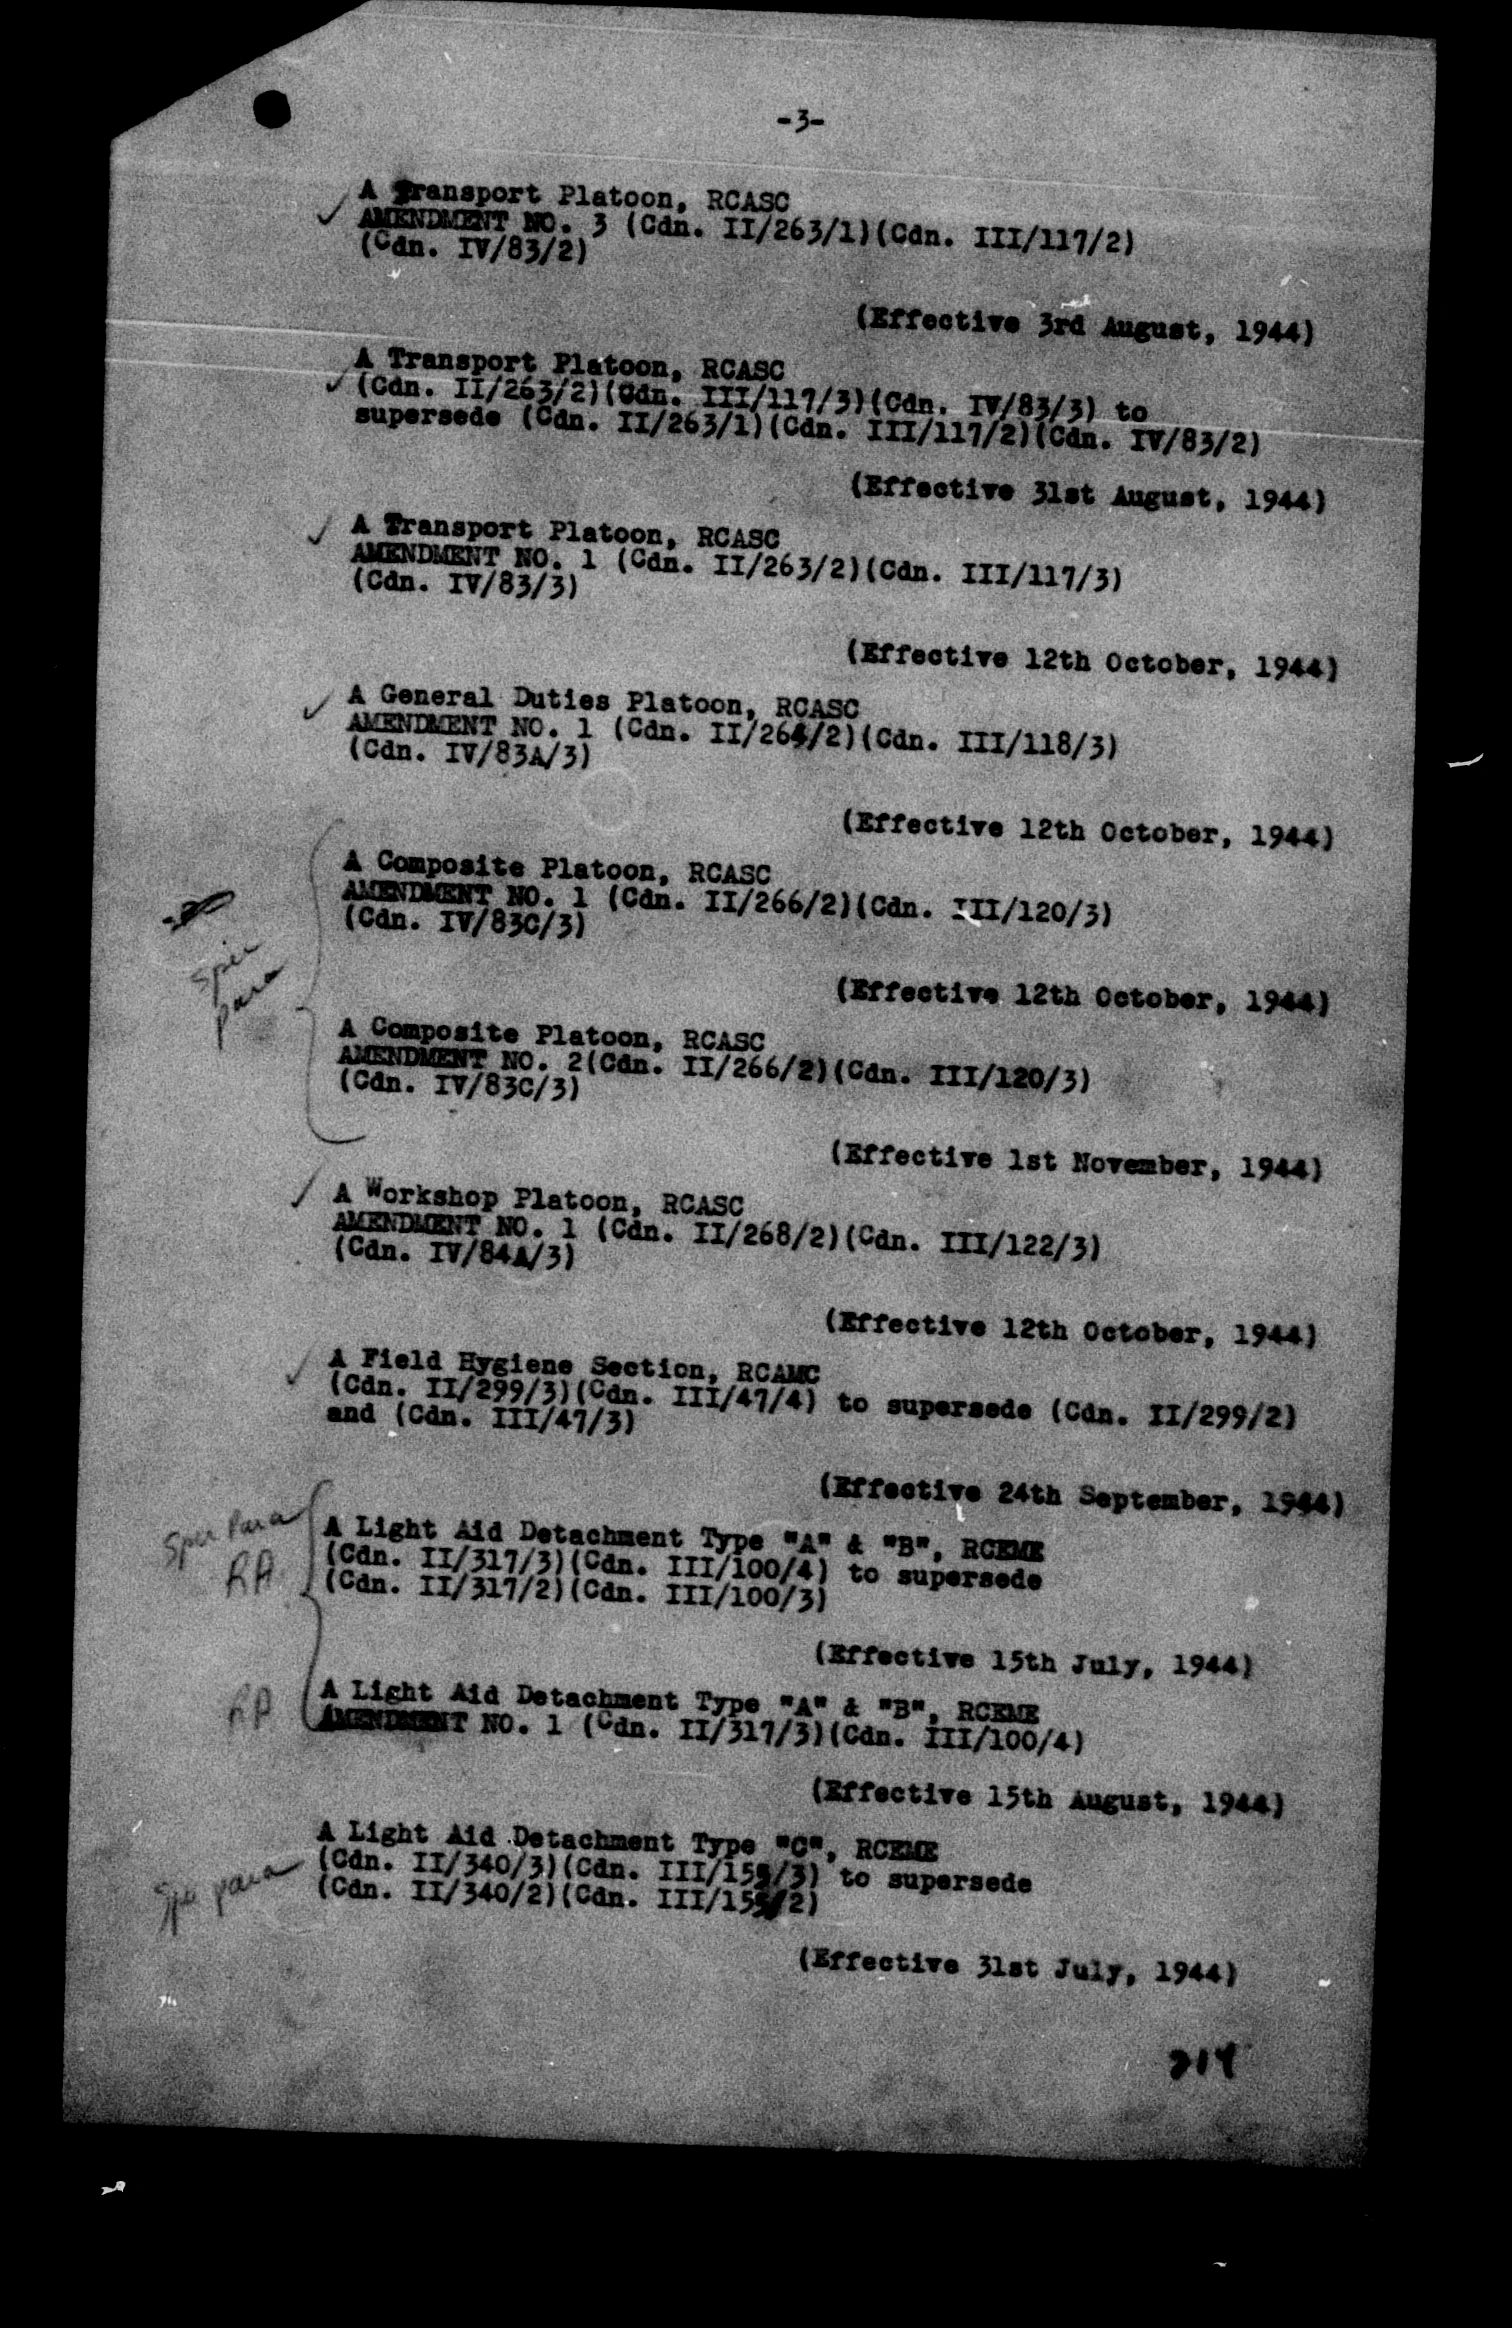 -3-
A Transport Platoon, RCASC
AMENDMENT NO. 3 (Cdn. II/263/1)(Cdn. III/117/2)
(Cdn. IV/83/2)
(Effective 3rd August, 1944)
A Transport Platoon, RCASC
(Cdn. II/263/2)(Cdn. III/117/3)(Cdn. IV/83/3) to
supersede (Cdn. II/263/1)(Cdn. III/117/2)(Cdn. IV/83/2)
(Effective 31st August, 1944)
A Transport Platoon, RCASC
AMENDMENT NO. 1 (Cdn. II/263/2)(Cdn. III/117/3)
(Cdn. IV/83/3)
(Effective 12th October, 1944)
A General Duties Platoon, RCASC
AMENDMENT NO. 1 (Cdn. II/264/2)(Cdn. III/118/3)
(Cdn. IV/83A/3)
(Effective 12th October, 1944)
A Composite Platoon, RCASC
AMENDMENT NO. 1 (Cdn. II/266/2)(Cdn. III/120/3)
(Cdn. IV/83C/3)
Spec
para
(Effective 12th October, 1944)
A Composite Platoon, RCASC
AMENDMENT NO. 2(Cdn. II/266/2)(Cdn. III/120/3)
(Cdn. IV/83C/3)
(Effective 1st November, 1944)
A Workshop Platoon, RCASC
AMENDMENT NO. 1 (Cdn. II/268/2)(Cdn. III/122/3)
(Cdn. IV/84A/3)
(Effective 12th October, 1944)
A Field Hygiene Section, RCAMC
(Cdn. II/299/3)(Cdn. III/47/4) to supersede (Cdn. II/299/2)
and (Cdn. III/47/3)
(Effective 24th September, 1944)
Spec Para
RA
A Light Aid Detachment Type "A" & "B", RCEME
(Cdn. II/317/3)(Cdn. III/100/4) to supersede
(Cdn. II/317/2)(Cdn. III/100/3)
(Effective 15th July, 1944)
RA
A Light Aid Detachment Type "A" & "B", RCEME
AMENDMENT NO. 1 (Cdn. II/317/3)(Cdn. III/100/4)
(Effective 15th August, 1944)
A Light Aid Detachment Type "C", RCEME
(Cdn. II/340/3)(Cdn. III/155/3) to supersede
(Cdn. II/340/2)(Cdn. III/155/2)
para
(Effective 31st July, 1944)